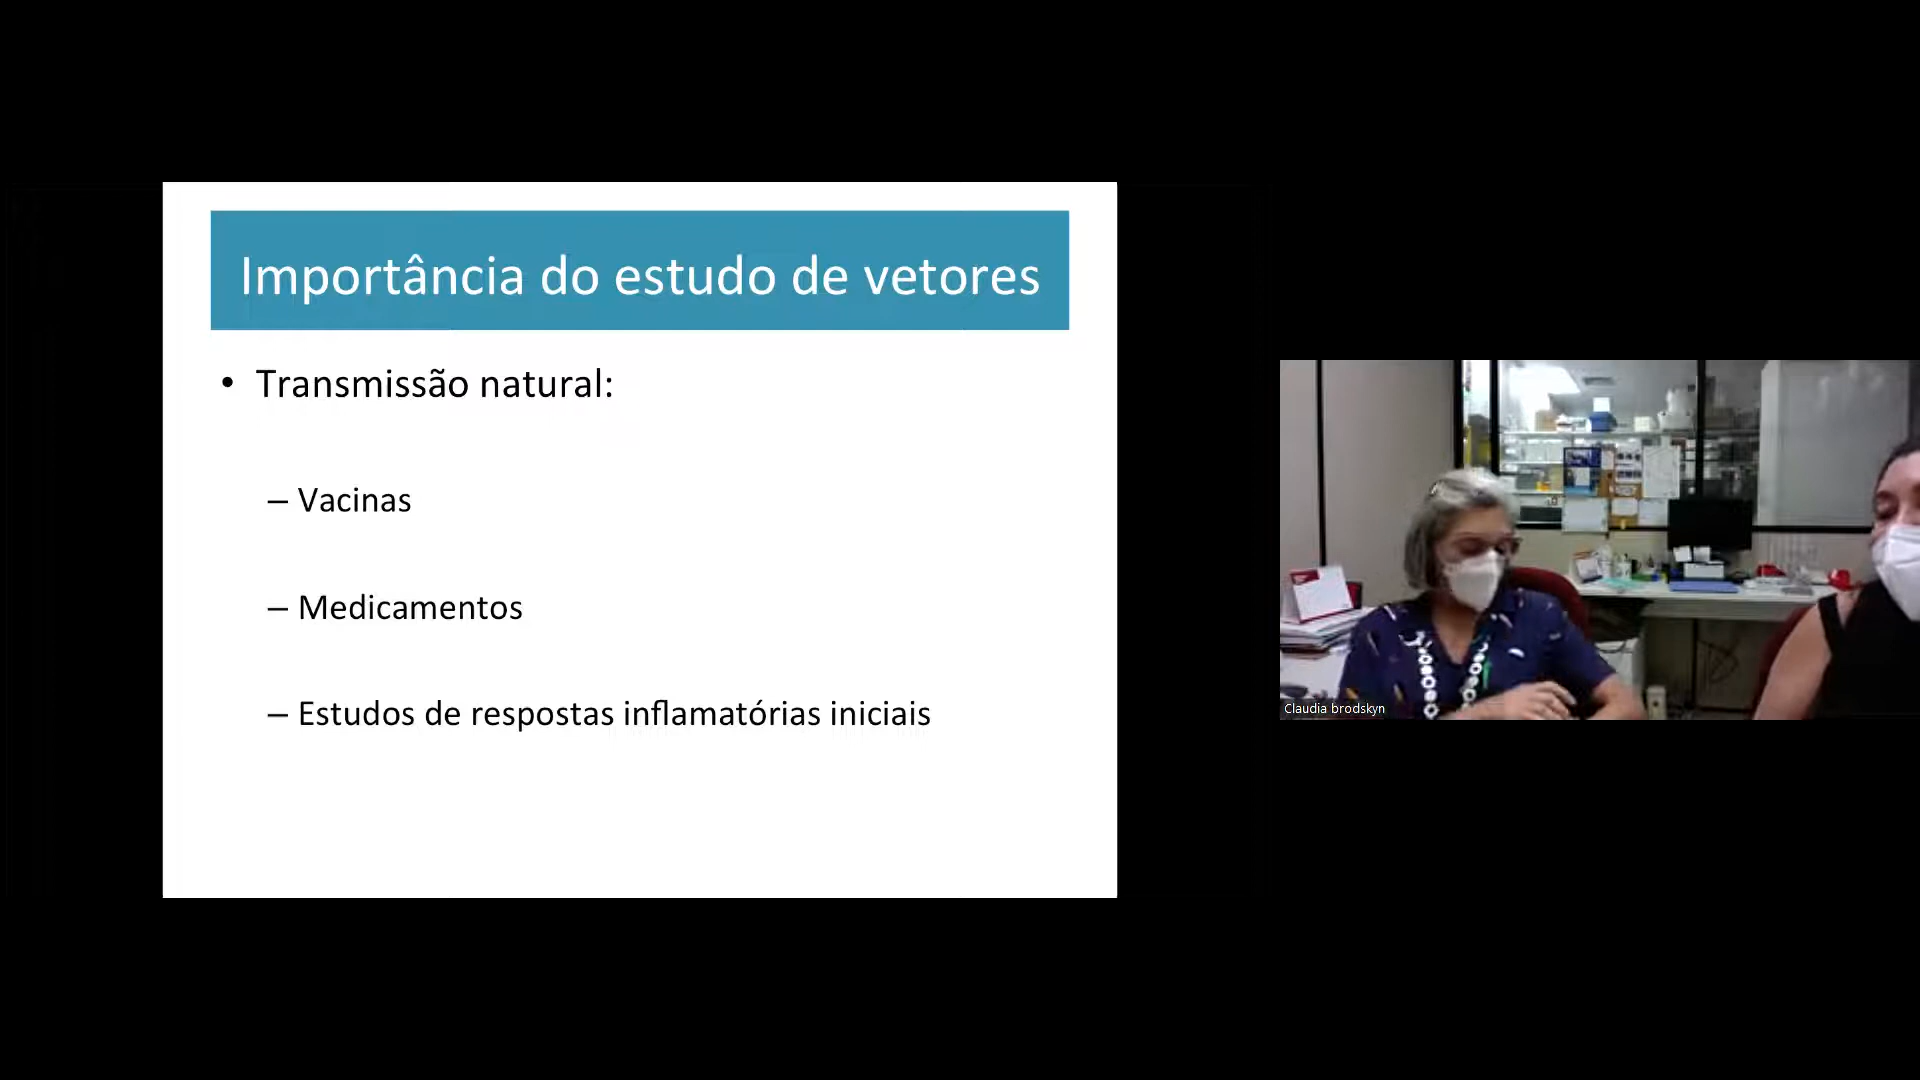 Importância do estudo de vetores
• Transmissão natural:
– Vacinas
– Medicamentos
– Estudos de respostas inflamatórias iniciais
Claudia brodskyn